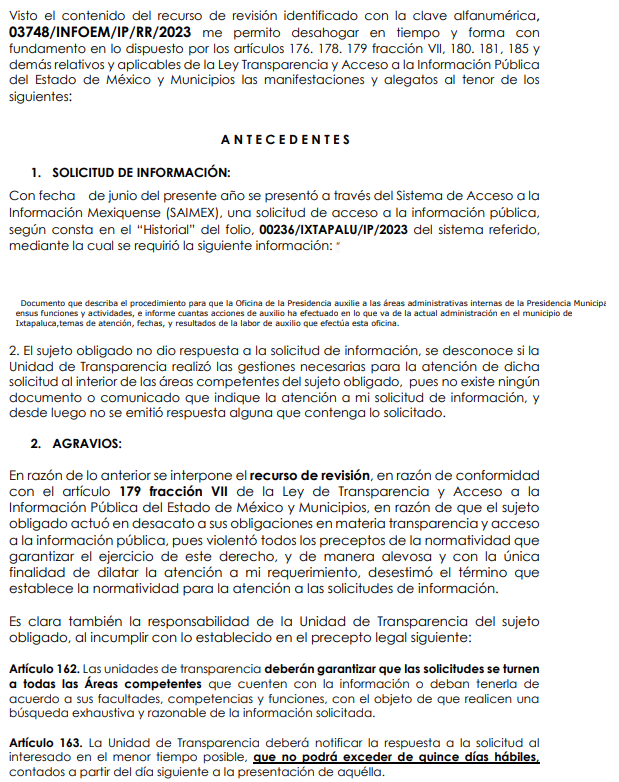 Visto el contenido del recurso de revisión identificado con la clave alfanumérica,
03748/INFOEM/IP/RR/2023 me permito desahogar en tiempo y forma con
fundamento en lo dispuesto por los artículos 176. 178. 179 fracción VII, 180. 181, 185 y
demás relativos y aplicables de la Ley Transparencia y Acceso a la Información Pública
del Estado de México y Municipios las manifestaciones y alegatos al tenor de los
siguientes:
A N T E C E D E N T E S
1. SOLICITUD DE INFORMACIÓN:
Con fecha de junio del presente año se presentó a través del Sistema de Acceso a la
Información Mexiquense (SAIMEX), una solicitud de acceso a la información pública,
según consta en el "Historial" del folio, 00236/IXTAPALU/IP/2023 del sistema referido,
mediante la cual se requirió la siguiente información: "
Documento que describa el procedimiento para que la Oficina de la Presidencia auxilie a las áreas administrativas internas de la Presidencia Municipa
ensus funciones y actividades, e informe cuantas acciones de auxilio ha efectuado en lo que va de la actual administración en el municipio de
Ixtapaluca,temas de atención, fechas, y resultados de la labor de auxilio que efectúa esta oficina.
2. El sujeto obligado no dio respuesta a la solicitud de información, se desconoce si la
Unidad de Transparencia realizó las gestiones necesarias para la atención de dicha
solicitud al interior de las áreas competentes del sujeto obligado, pues no existe ningún
documento o comunicado que indique la atención a mi solicitud de información, y
desde luego no se emitió respuesta alguna que contenga lo solicitado.
2. AGRAVIOS:
En razón de lo anterior se interpone el recurso de revisión, en razón de conformidad
con el artículo 179 fracción VII de la Ley de Transparencia y Acceso a la
Información Pública del Estado de México y Municipios, en razón de que el sujeto
obligado actuó en desacato a sus obligaciones en materia transparencia y acceso
a la información pública, pues violentó todos los preceptos de la normatividad que
garantizar el ejercicio de este derecho, y de manera alevosa y con la única
finalidad de dilatar la atención a mi requerimiento, desestimó el término que
establece la normatividad para la atención a las solicitudes de información.
Es clara también la responsabilidad de la Unidad de Transparencia del sujeto
obligado, al incumplir con lo establecido en el precepto legal siguiente:
Artículo 162. Las unidades de transparencia deberán garantizar que las solicitudes se turnen
a todas las Áreas competentes que cuenten con la información o deban tenerla de
acuerdo a sus facultades, competencias y funciones, con el objeto de que realicen una
búsqueda exhaustiva y razonable de la información solicitada.
Artículo 163. La Unidad de Transparencia deberá notificar la respuesta a la solicitud al
interesado en el menor tiempo posible, que no podrá exceder de quince días hábiles,
contados a partir del día siguiente a la presentación de aquélla.